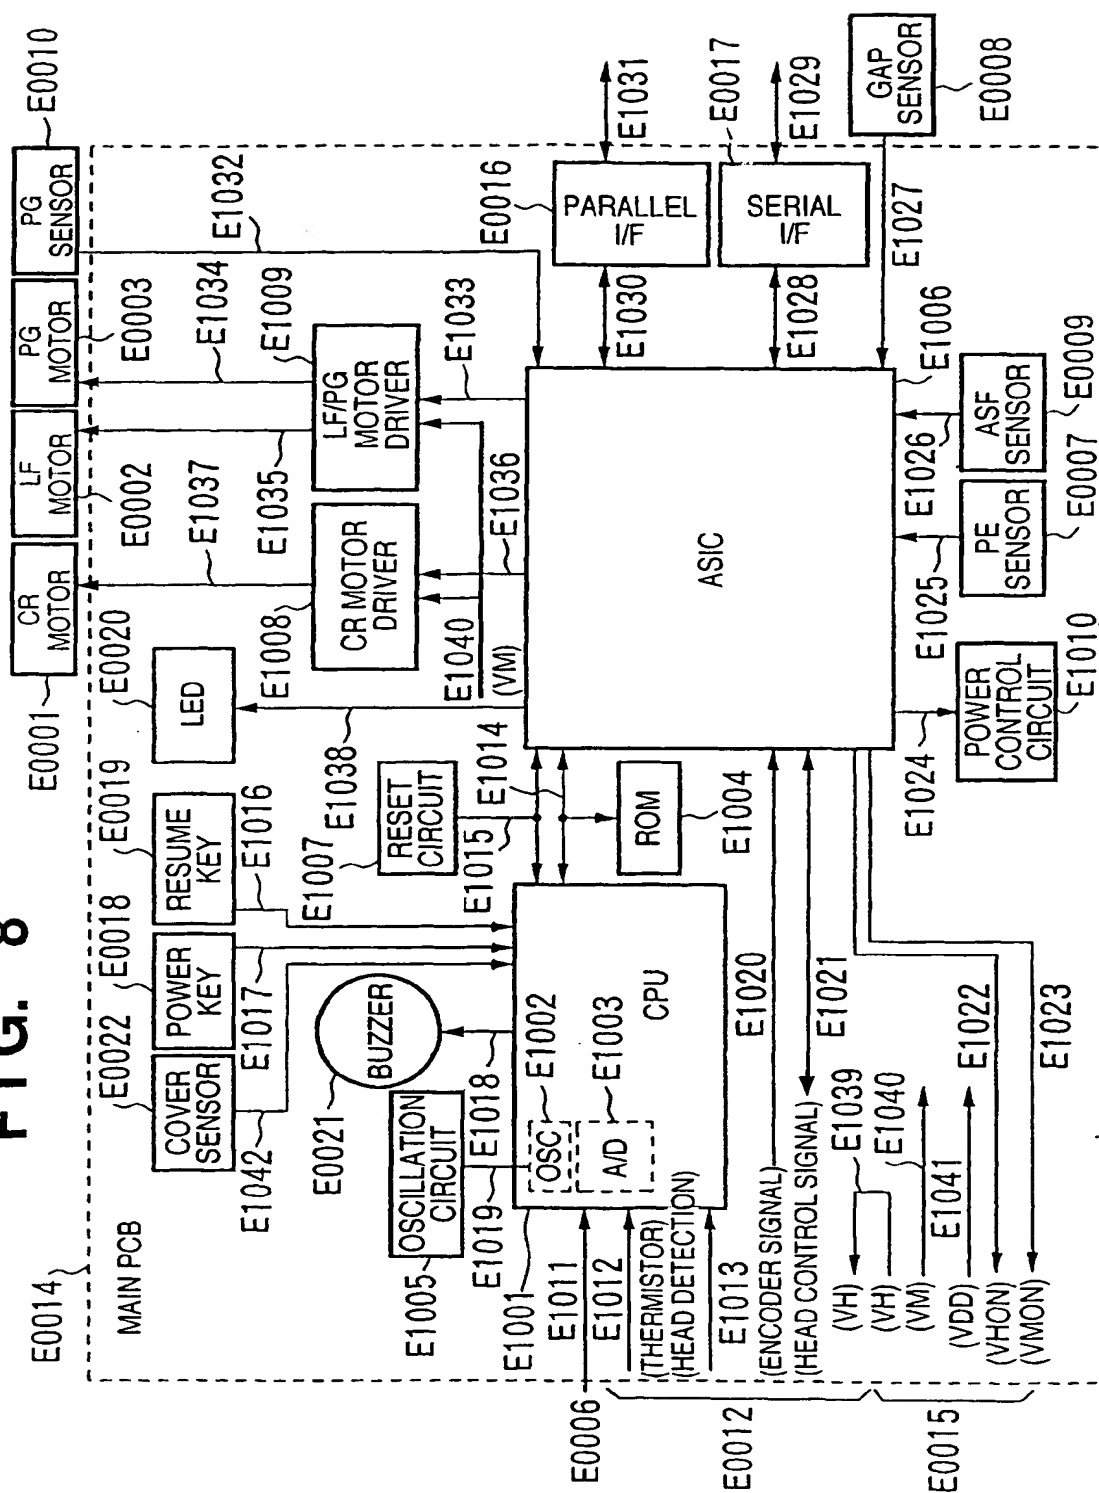 FIG. 8
E0014
MAIN PCB
E0022
COVER
SENSOR
E1042
E0018
POWER
KEY
E1017
E0019
RESUME
KEY
E1016
E0020
LED
E1038
E0001
CR
MOTOR
E1037
E0002
LF
MOTOR
E1035
E0003
PG
MOTOR
E1034
E0010
PG
SENSOR
E1032
E0021
BUZZER
E1018
E1005
OSCILLATION
CIRCUIT
E1019
E1007
RESET
CIRCUIT
E1015
E1014
E1008
CR MOTOR
DRIVER
E1040
(VM)
E1036
E1009
LF/PG
MOTOR
DRIVER
E1033
E1001
E1002
OSC
E1003
A/D
CPU
ROM
E1004
ASIC
E1006
E0016
PARALLEL
I/F
E1030
E1031
E0017
SERIAL
I/F
E1028
E1029
GAP
SENSOR
E0008
E1027
E0006
E1011
E1012
(THERMISTOR)
(HEAD DETECTION)
E1013
E0012
(ENCODER SIGNAL)
E1020
(HEAD CONTROL SIGNAL)
E1021
E1039
(VH)
(VH)
E1040
(VM)
E1041
(VDD)
E1022
(VHON)
E1023
(VMON)
E0015
E1024
POWER
CONTROL
CIRCUIT
E1010
E1025
PE
SENSOR
E0007
E1026
ASF
SENSOR
E0009